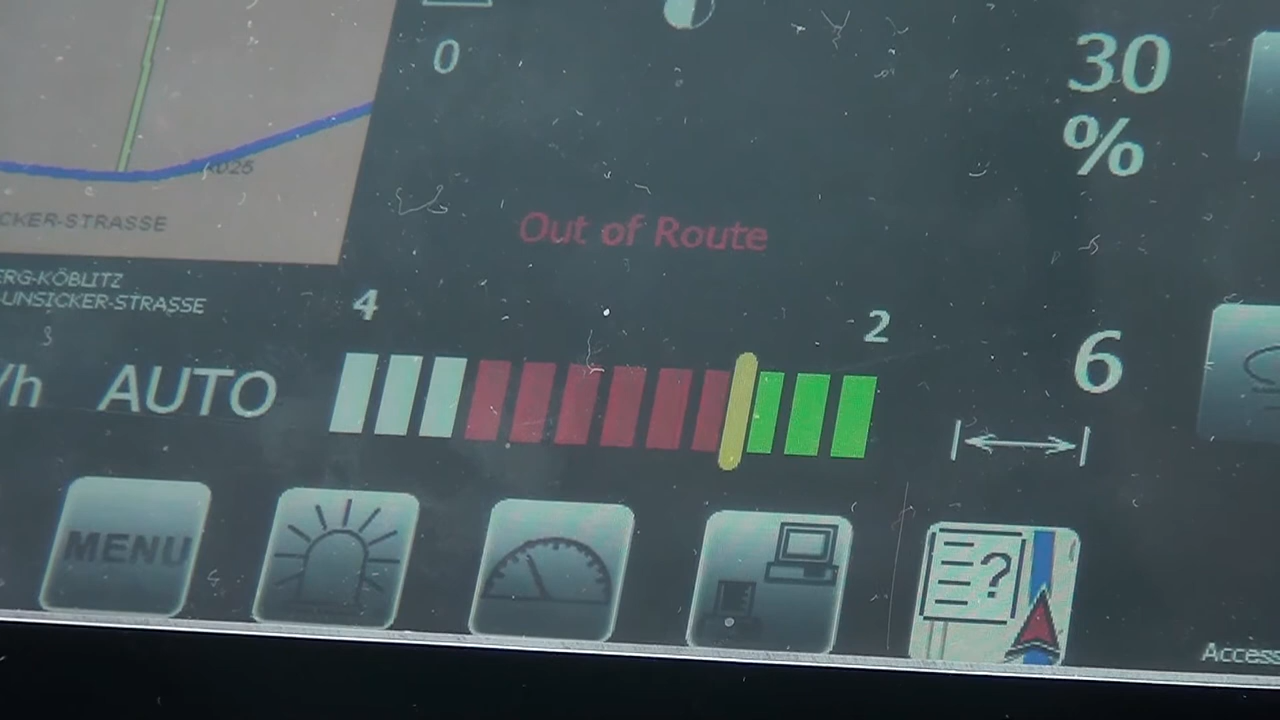 0
30
%
CKER-STRASSE
Out of Route
ERG-KÖBLITZ
-UNSICKER-STRASSE
4
2
6
/h
AUTO
MENU
?
Access